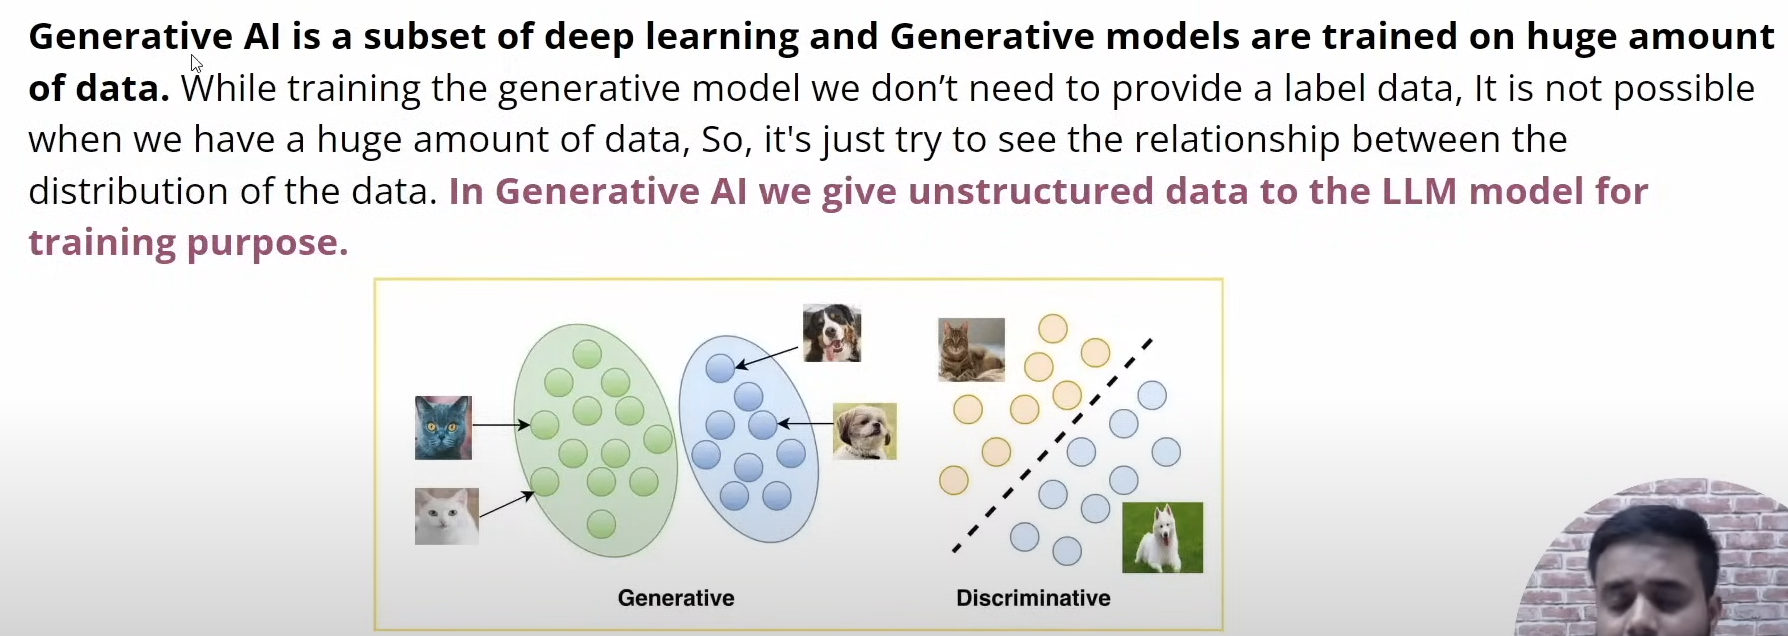 Generative AI is a subset of deep learning and Generative models are trained on huge amount
of data. While training the generative model we don’t need to provide a label data, It is not possible
when we have a huge amount of data, So, it's just try to see the relationship between the
distribution of the data. In Generative AI we give unstructured data to the LLM model for
training purpose.
Generative
Discriminative